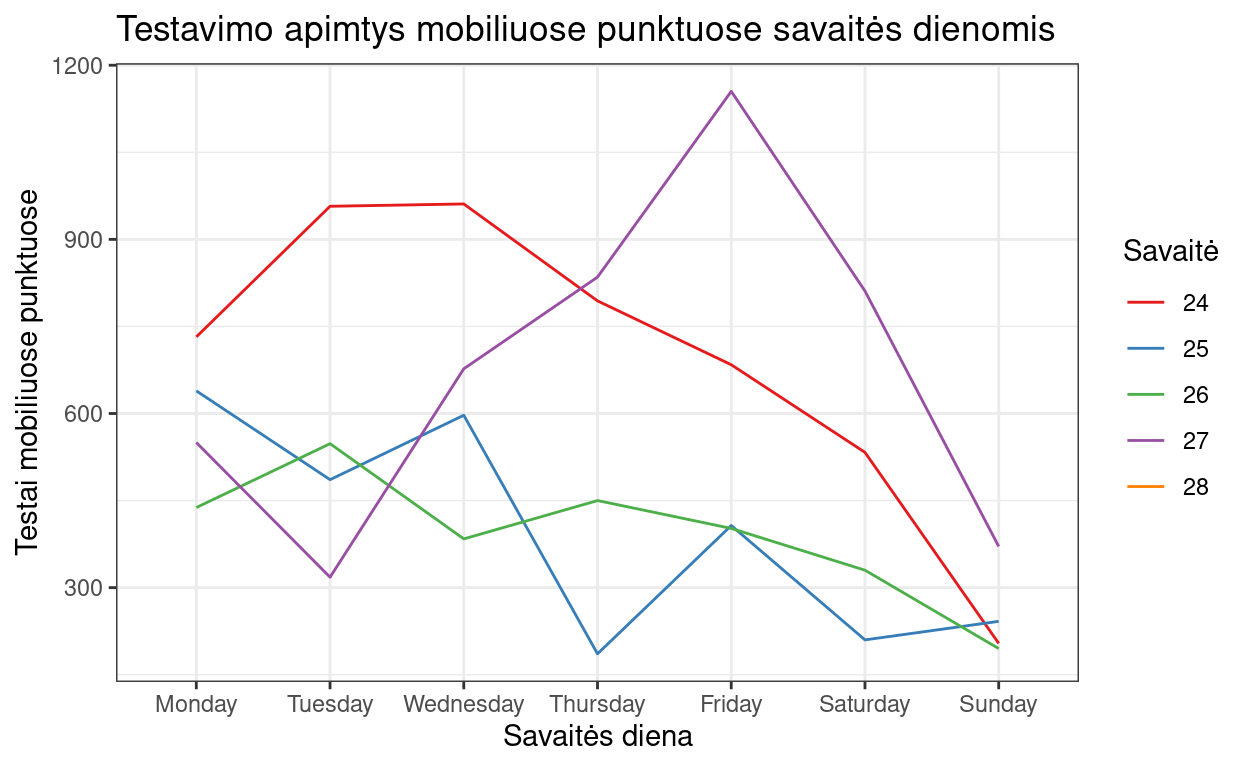 Testavimo apimtys mobiliuose punktuose savaitės dienomis
Testai mobiliuose punktuose
1200
900
600
300
Monday Tuesday Wednesday Thursday Friday Saturday Sunday
Savaitės diena
Savaitė
24
25
26
27
28